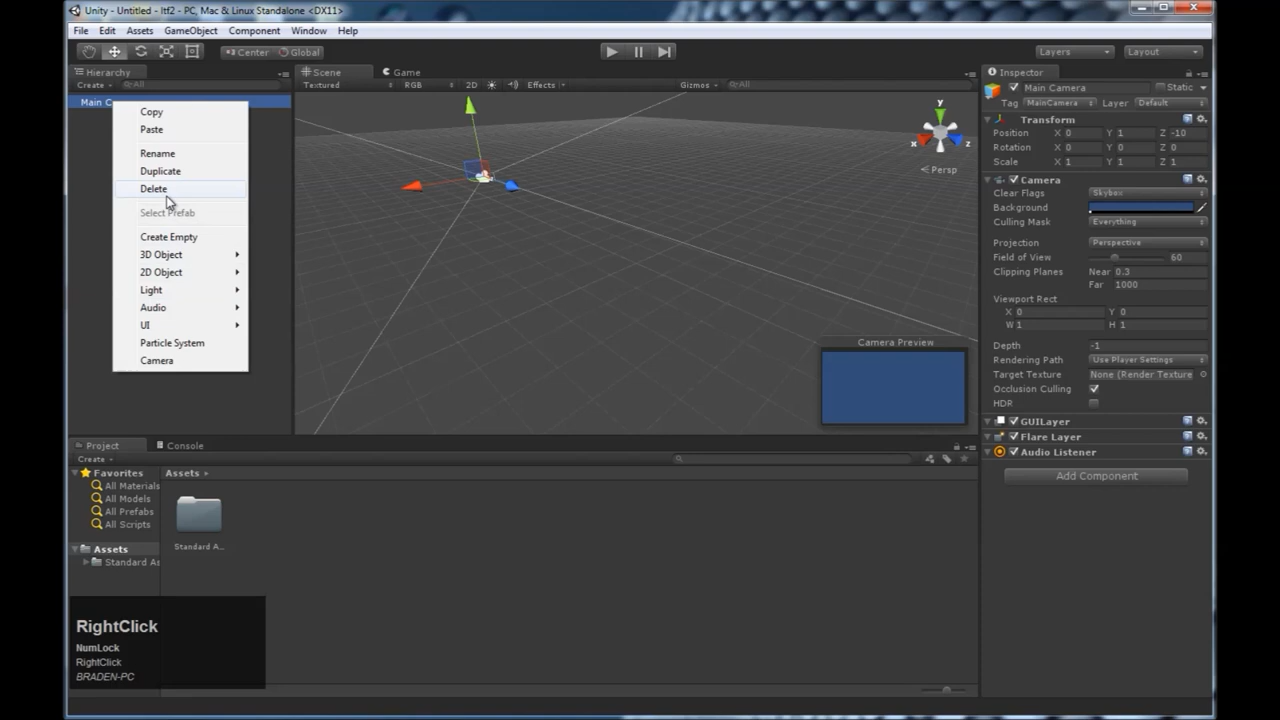 Unity - Untitled - Itf2 - PC, Mac & Linux Standalone <DX11>
File Edit Assets GameObject Component Window Help
Center Global Layers Layout
Hierarchy
Create All
Main C
Copy
Paste
Rename
Duplicate
Delete
Select Prefab
Create Empty
3D Object
2D Object
Light
Audio
UI
Particle System
Camera
Scene Game
Textured RGB 2D Effects Gizmos All
y
x z
Persp
Camera Preview
Inspector
Main Camera Static
Tag MainCamera Layer Default
Transform
Position X 0 Y 1 Z -10
Rotation X 0 Y 0 Z 0
Scale X 1 Y 1 Z 1
Camera
Clear Flags Skybox
Background
Culling Mask Everything
Projection Perspective
Field of View 60
Clipping Planes Near 0.3
Far 1000
Viewport Rect
X 0 Y 0
W 1 H 1
Depth -1
Rendering Path Use Player Settings
Target Texture None (Render Texture
Occlusion Culling
HDR
GUILayer
Flare Layer
Audio Listener
Add Component
Project Console
Create
Favorites
All Materials
All Models
All Prefabs
All Scripts
Assets
Standard As
Assets
Standard A...
RightClick
NumLock
RightClick
BRADEN-PC